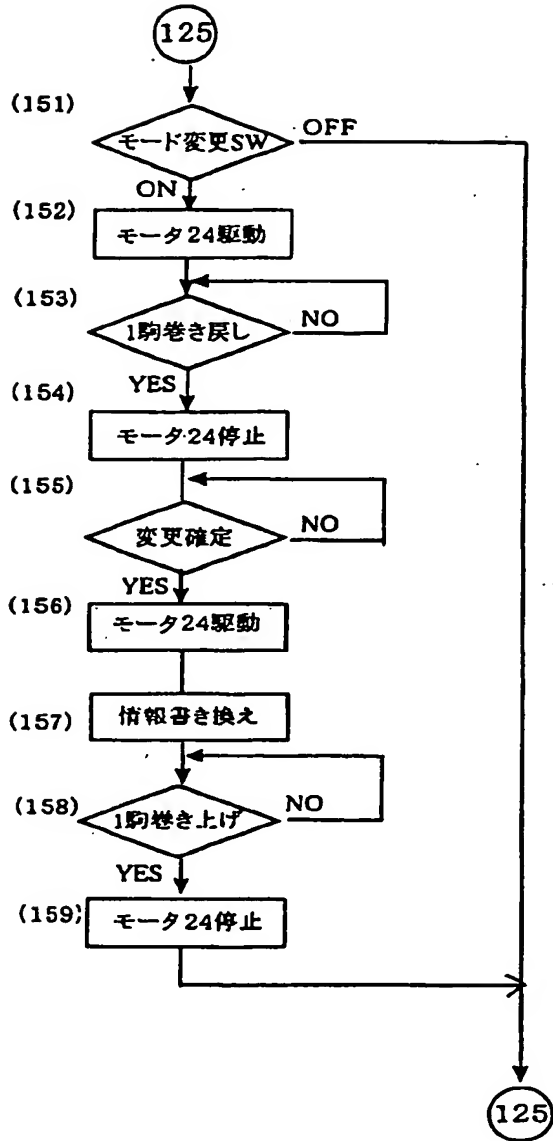 125
(151)
モード変更SW
OFF
ON
(152)
モータ24駆動
(153)
1駒巻き戻し
NO
YES
(154)
モータ24停止
(155)
変更確定
NO
YES
(156)
モータ24駆動
(157)
情報書き換え
(158)
1駒巻き上げ
NO
YES
(159)
モータ24停止
125